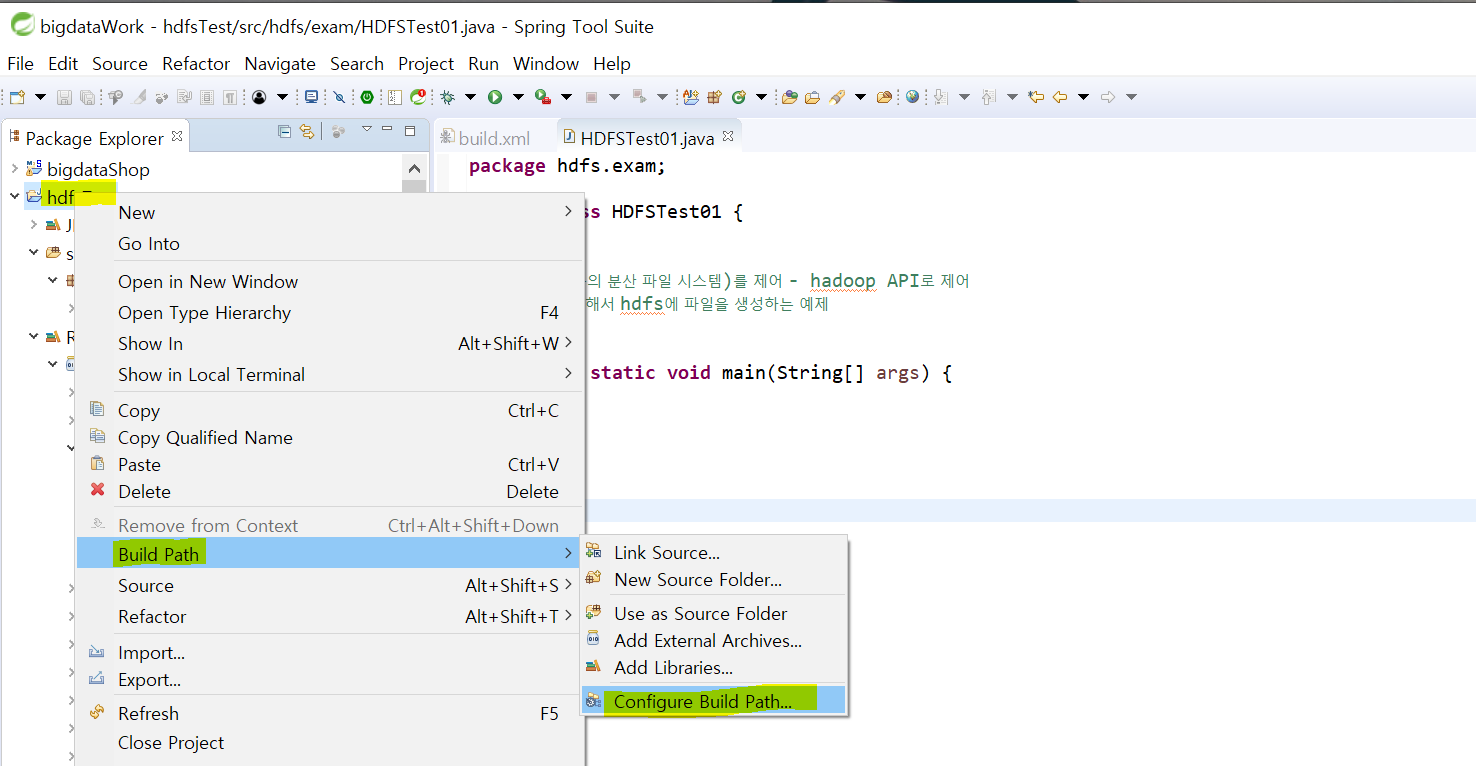 bigdataWork - hdfsTest/src/hdfs/exam/HDFSTest01.java - Spring Tool Suite
File Edit Source Refactor Navigate Search Project Run Window Help
Package Explorer
build.xml
HDFSTest01.java
bigdataShop
package hdfs.exam;
HDFSTest01 {
의 분산 파일 시스템)를 제어 - hadoop API로 제어
해서 hdfs에 파일을 생성하는 예제
static void main(String[] args) {
New
Go Into
Open in New Window
Open Type Hierarchy F4
Show In Alt+Shift+W
Show in Local Terminal
Copy Ctrl+C
Copy Qualified Name
Paste Ctrl+V
Delete Delete
Remove from Context Ctrl+Alt+Shift+Down
Build Path
Source Alt+Shift+S
Refactor Alt+Shift+T
Import...
Export...
Refresh F5
Close Project
Link Source...
New Source Folder...
Use as Source Folder
Add External Archives...
Add Libraries...
Configure Build Path...